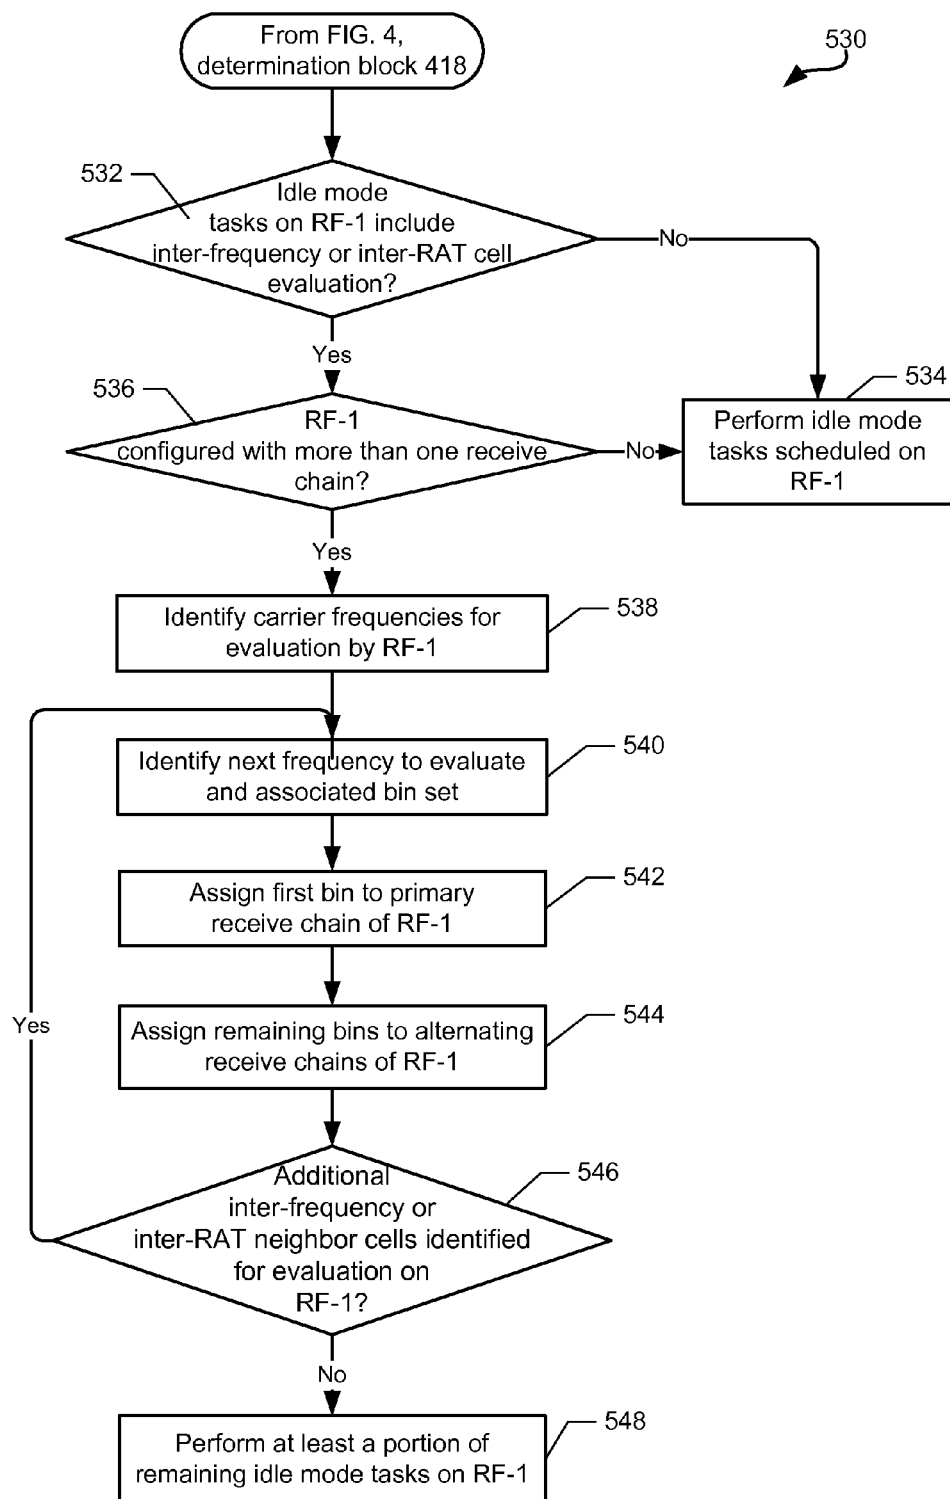 From FIG. 4,
determination block 418
530
532
Idle mode
tasks on RF-1 include
inter-frequency or inter-RAT cell
evaluation?
No
Yes
534
Perform idle mode
tasks scheduled on
RF-1
536
RF-1
configured with more than one receive
chain?
No
Yes
538
Identify carrier frequencies for
evaluation by RF-1
540
Identify next frequency to evaluate
and associated bin set
542
Assign first bin to primary
receive chain of RF-1
544
Assign remaining bins to alternating
receive chains of RF-1
Yes
546
Additional
inter-frequency or
inter-RAT neighbor cells identified
for evaluation on
RF-1?
No
548
Perform at least a portion of
remaining idle mode tasks on RF-1